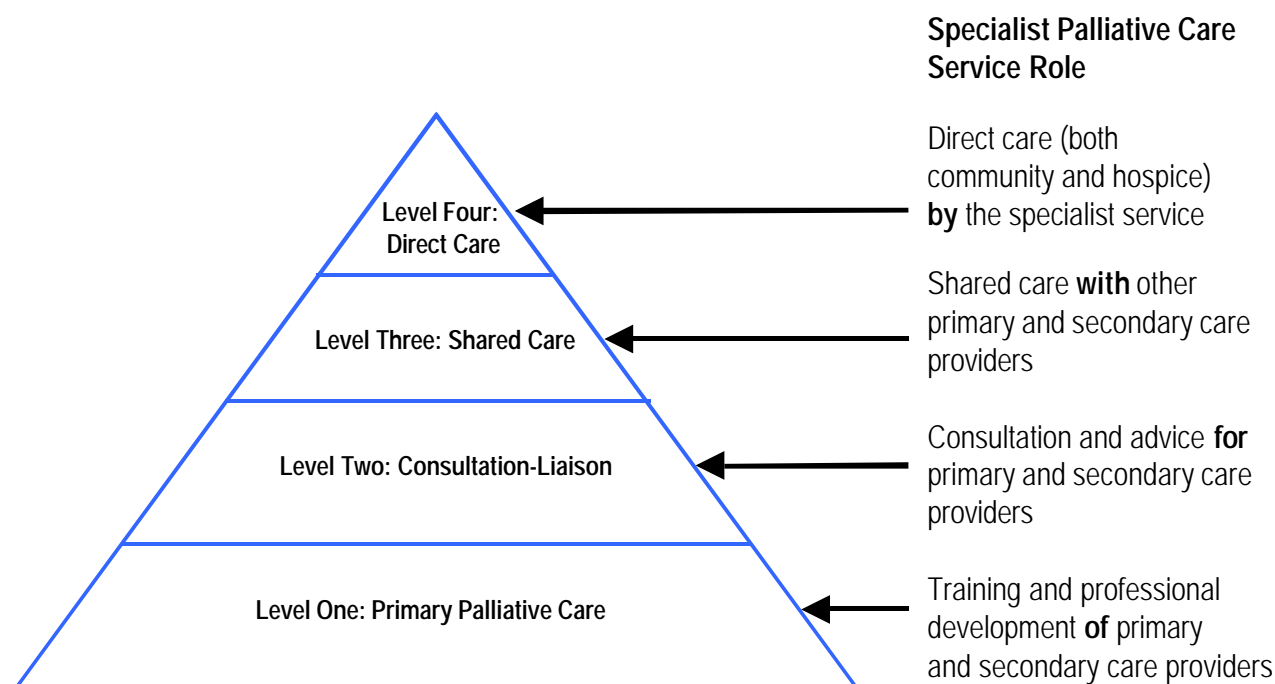 Specialist Palliative Care
Service Role
Direct care (both
community and hospice)
by the specialist service
Level Four:
Direct Care
Shared care with other
primary and secondary care
providers
Level Three: Shared Care
Consultation and advice for
primary and secondary care
providers
Level Two: Consultation-Liaison
Training and professional
development of primary
and secondary care providers
Level One: Primary Palliative Care